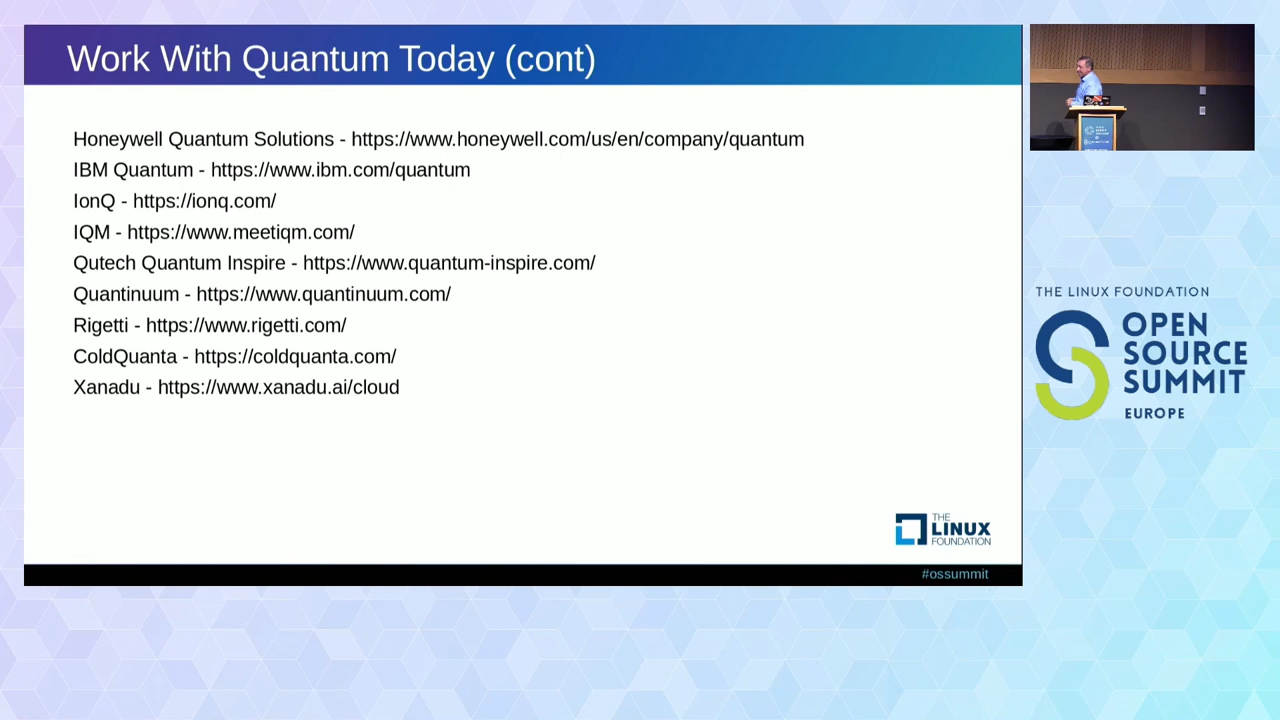 Work With Quantum Today (cont)
Honeywell Quantum Solutions - https://www.honeywell.com/us/en/company/quantum
IBM Quantum - https://www.ibm.com/quantum
IonQ - https://ionq.com/
IQM - https://www.meetiqm.com/
Qutech Quantum Inspire - https://www.quantum-inspire.com/
Quantinuum - https://www.quantinuum.com/
Rigetti - https://www.rigetti.com/
ColdQuanta - https://coldquanta.com/
Xanadu - https://www.xanadu.ai/cloud
THE
LINUX
FOUNDATION
#ossummit
THE LINUX FOUNDATION
OPEN
SOURCE
SUMMIT
EUROPE